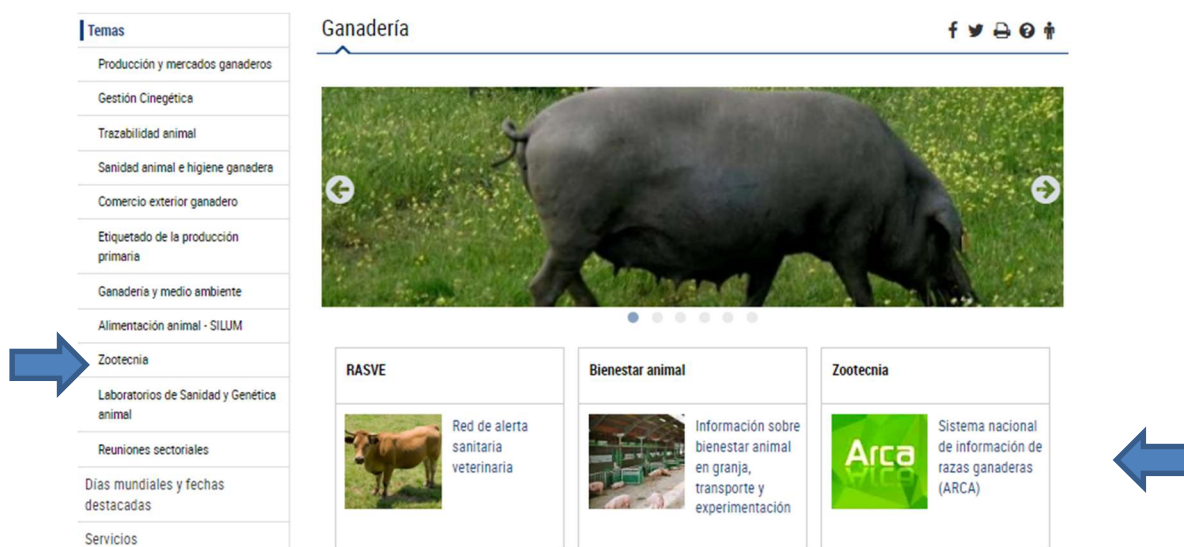 Temas
Producción y mercados ganaderos
Gestión Cinegética
Trazabilidad animal
Sanidad animal e higiene ganadera
Comercio exterior ganadero
Etiquetado de la producción
primaria
Ganadería y medio ambiente
Alimentación animal - SILUM
Zootecnia
Laboratorios de Sanidad y Genética
animal
Reuniones sectoriales
Días mundiales y fechas
destacadas
Servicios
Ganadería
RASVE
Red de alerta
sanitaria
veterinaria
Bienestar animal
Información sobre
bienestar animal
en granja,
transporte y
experimentación
Zootecnia
Arca
Sistema nacional
de información de
razas ganaderas
(ARCA)